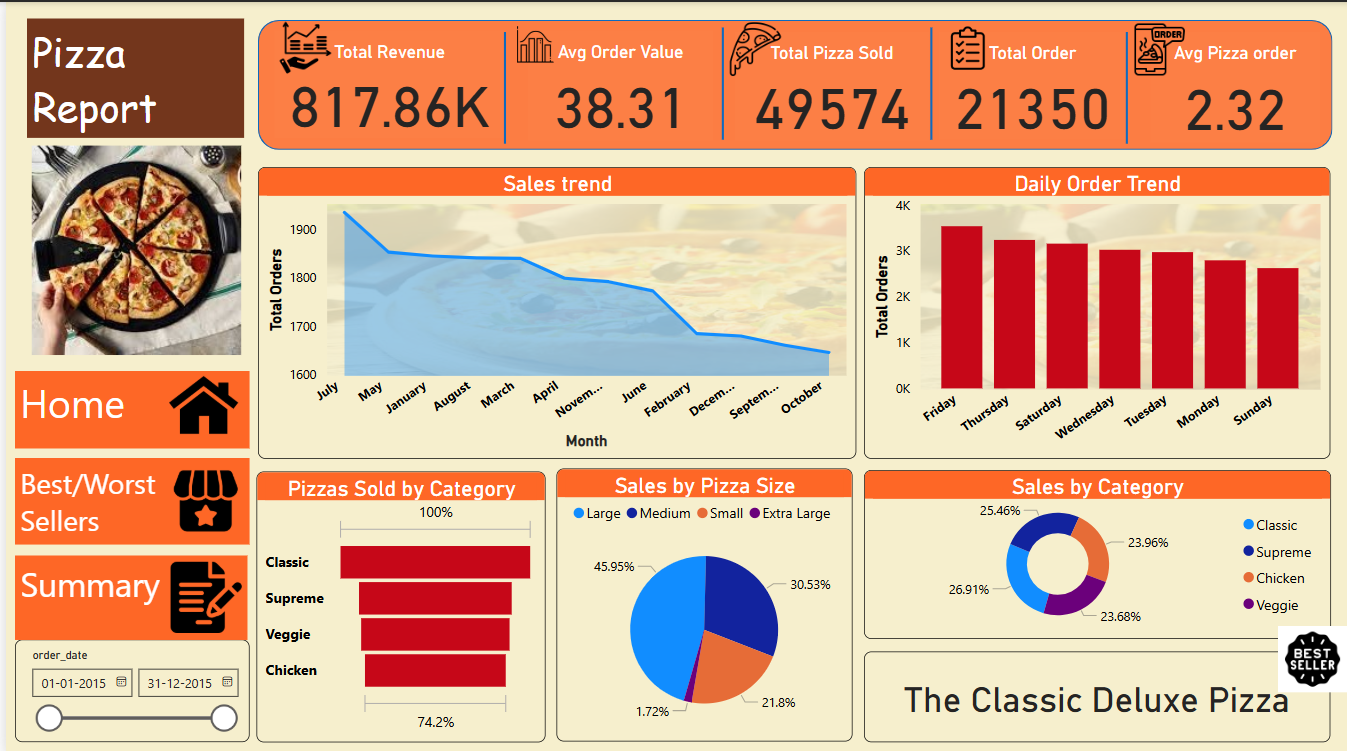 Pizza
Report
Total Revenue
817.86K
Avg Order Value
38.31
Total Pizza Sold
49574
Total Order
21350
ORDER
Avg Pizza order
2.32
Sales trend
Total Orders
1900
1800
1700
1600
July
May
January
August
March
April
Novem...
June
February
Decem...
Septem...
October
Month
Daily Order Trend
Total Orders
4K
3K
2K
1K
0K
Friday
Thursday
Saturday
Wednesday
Tuesday
Monday
Sunday
Home
Best/Worst
Sellers
Summary
order_date
01-01-2015
31-12-2015
Pizzas Sold by Category
100%
Classic
Supreme
Veggie
Chicken
74.2%
Sales by Pizza Size
Large Medium Small Extra Large
45.95%
30.53%
21.8%
1.72%
Sales by Category
25.46%
23.96%
26.91%
23.68%
Classic
Supreme
Chicken
Veggie
BEST
SELLER
The Classic Deluxe Pizza